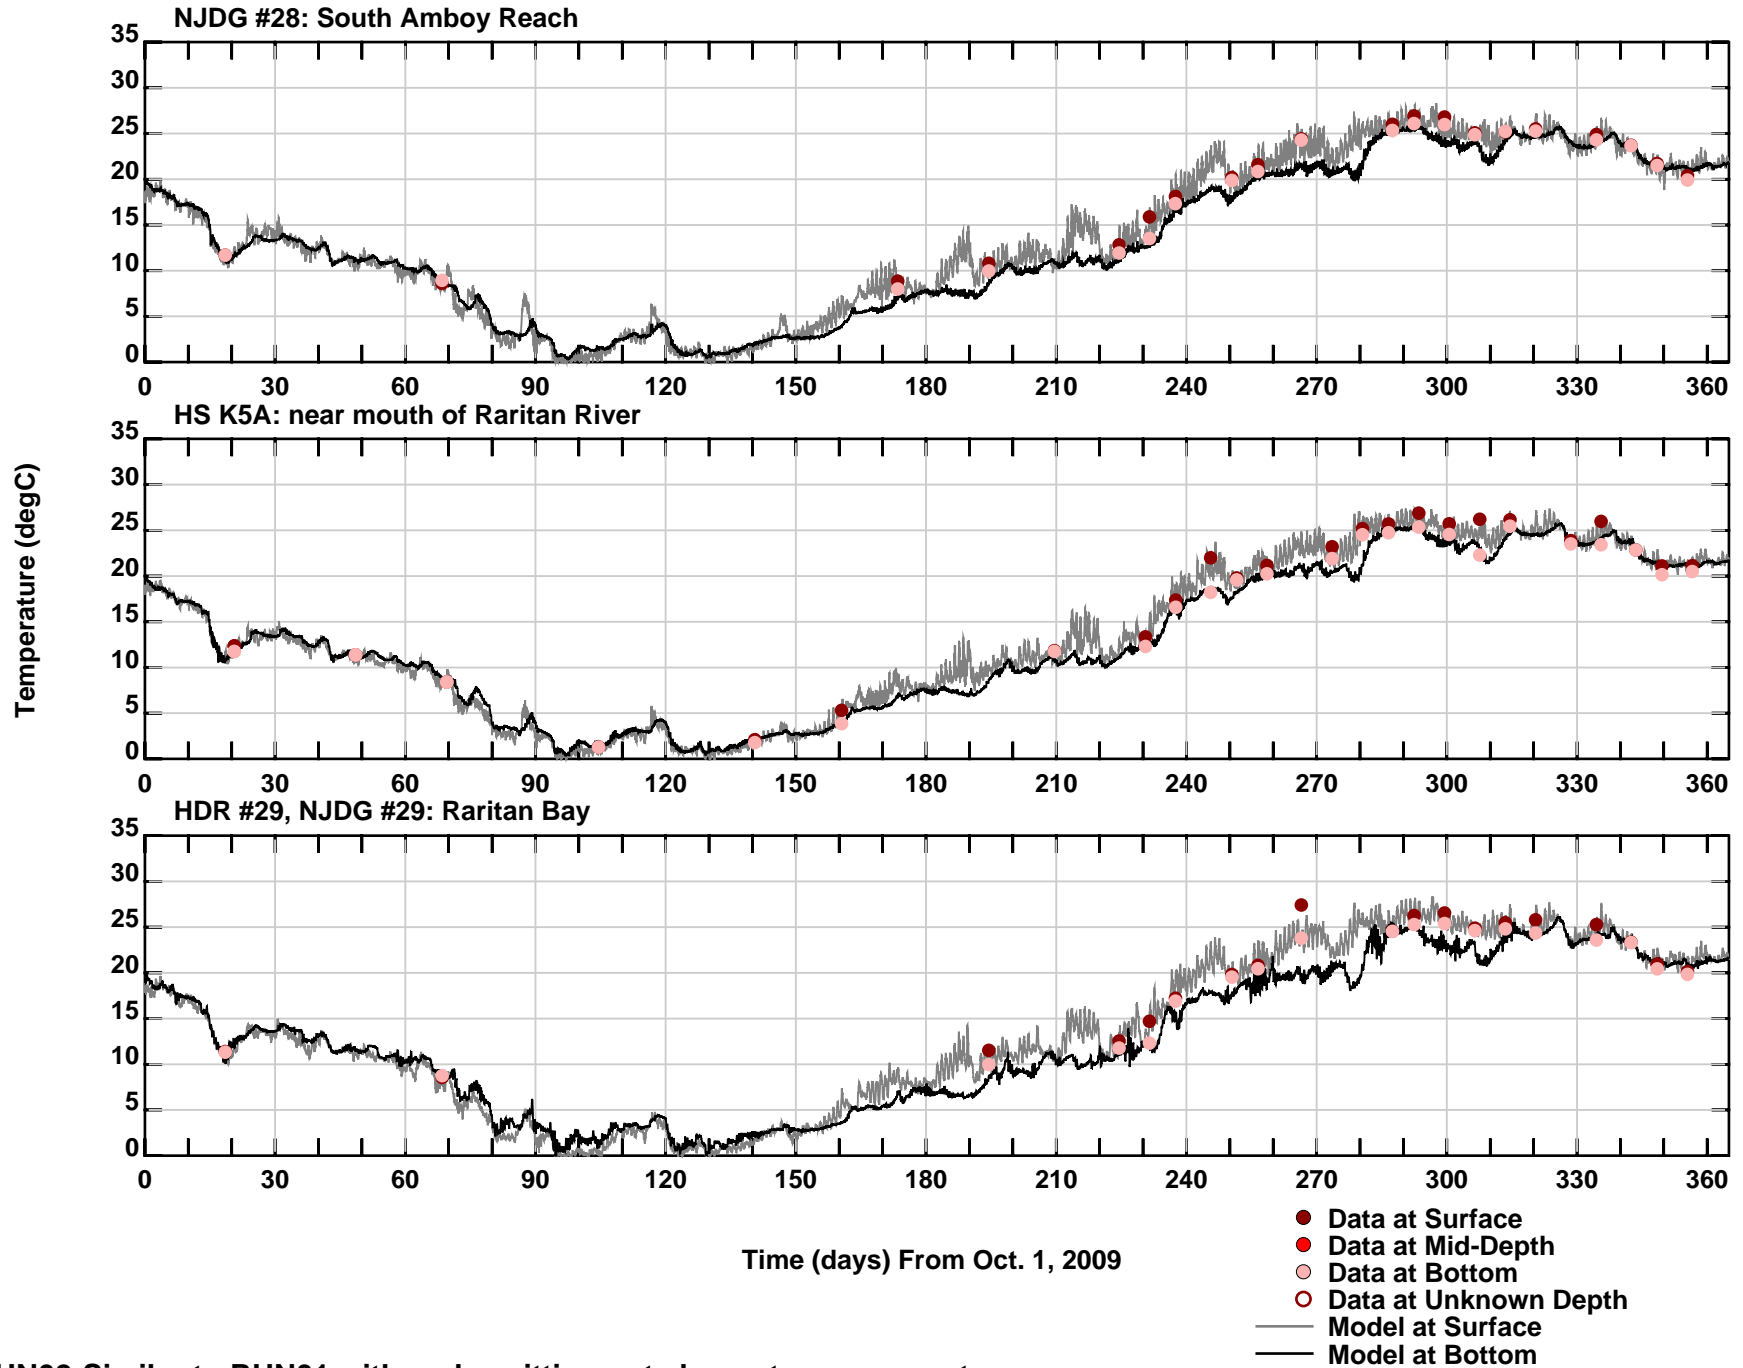 NJDG #28: South Amboy Reach
35
30
25
20
15
10
5
0
0 30 60 90 120 150 180 210 240 270 300 330 360
HS K5A: near mouth of Raritan River
35
30
25
20
15
10
5
0
0 30 60 90 120 150 180 210 240 270 300 330 360
HDR #29, NJDG #29: Raritan Bay
35
30
25
20
15
10
5
0
0 30 60 90 120 150 180 210 240 270 300 330 360
Temperature (degC)
Time (days) From Oct. 1, 2009
Data at Surface
Data at Mid-Depth
Data at Bottom
Data at Unknown Depth
Model at Surface
Model at Bottom